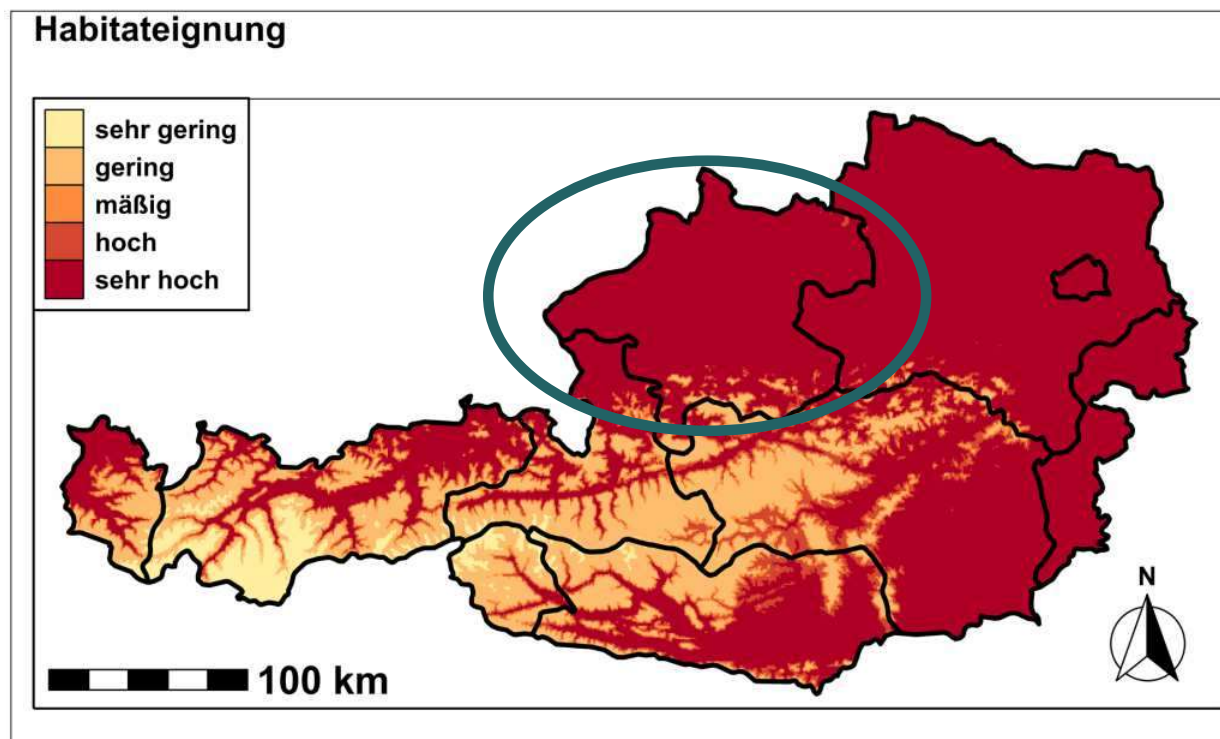 Habitateignung
sehr gering
gering
mäßig
hoch
sehr hoch
N
100 km